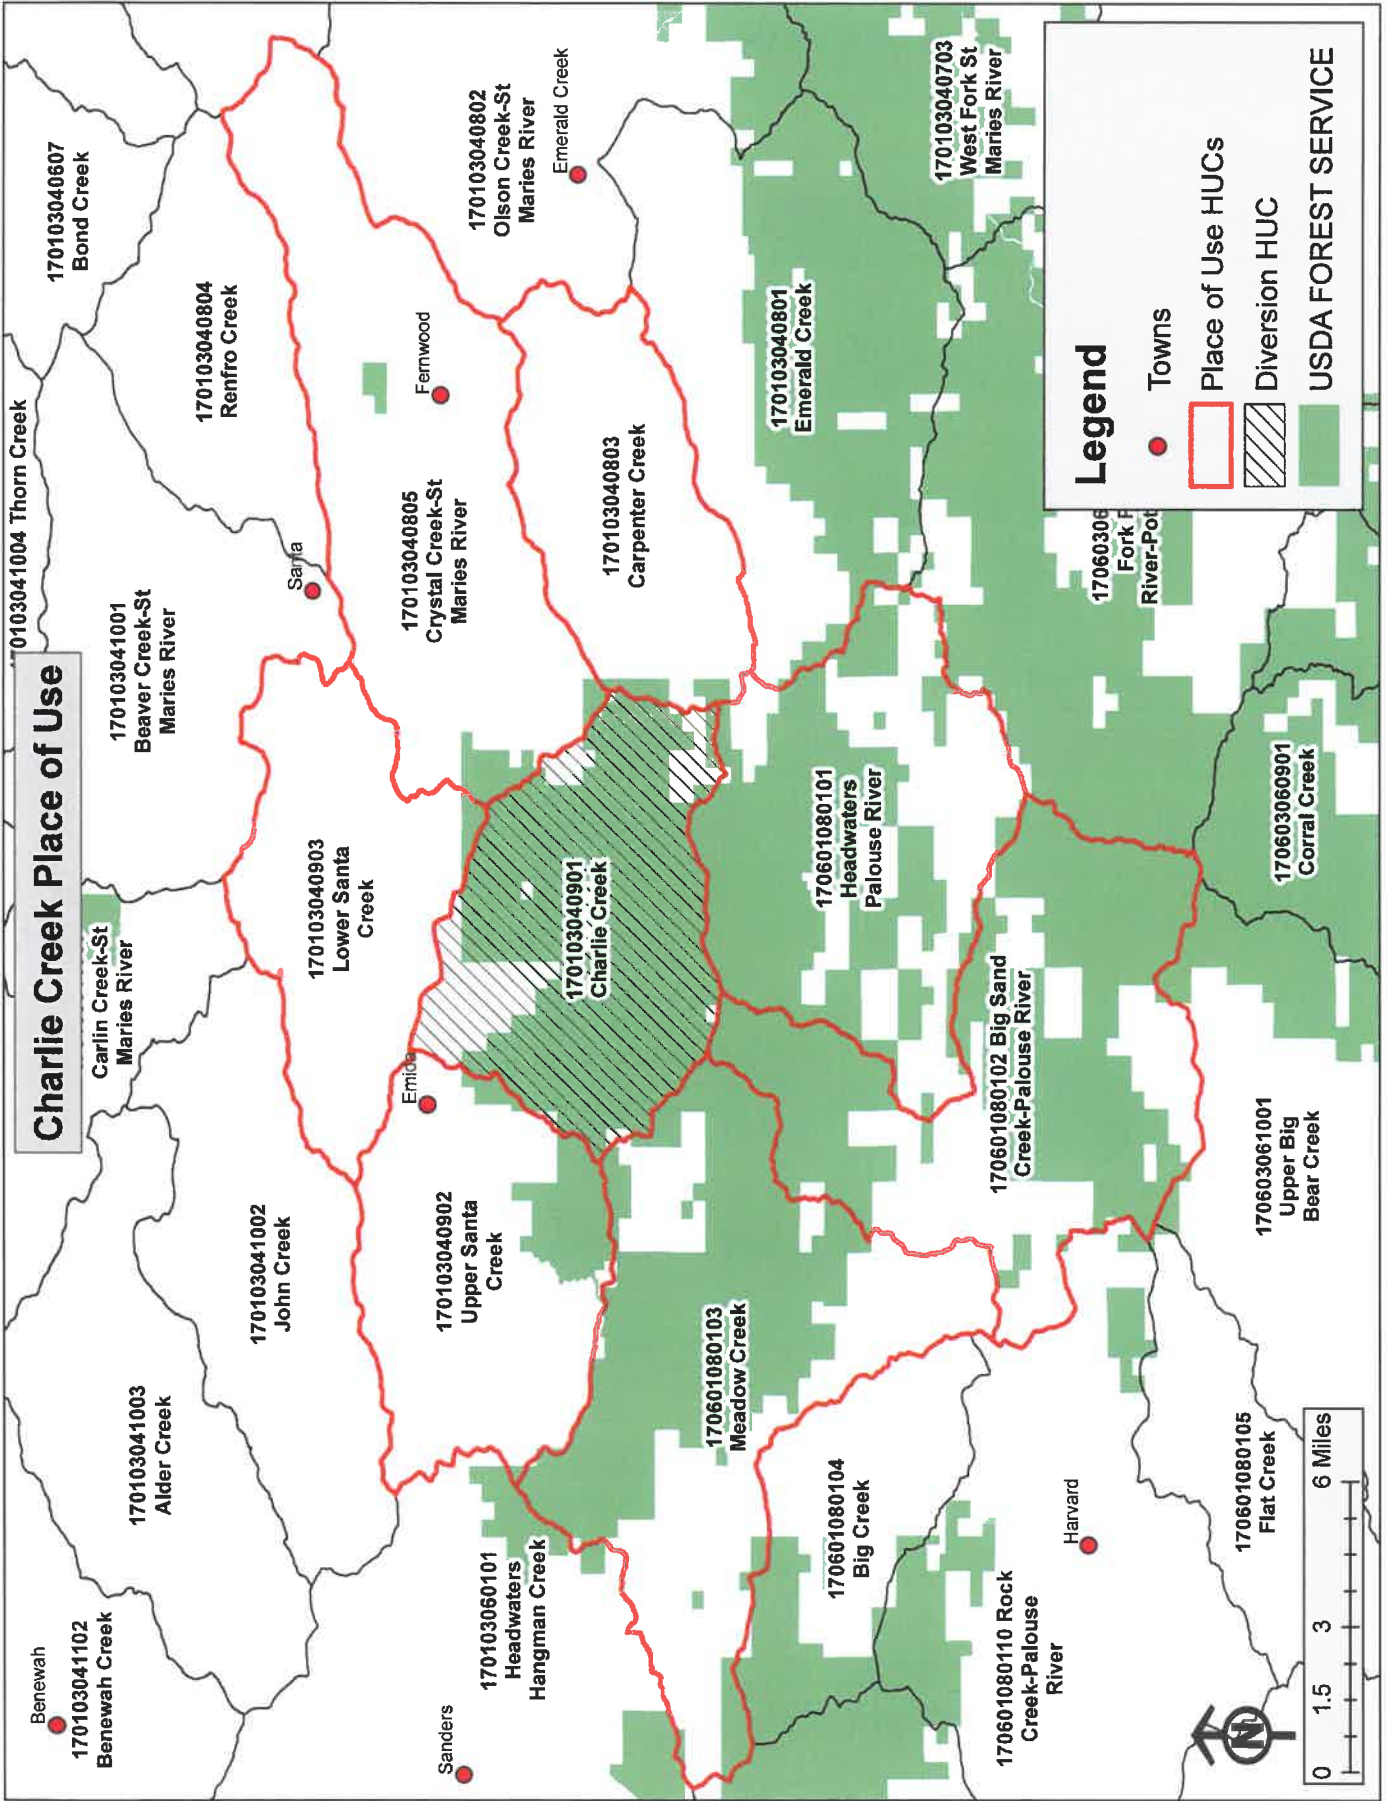 Charlie Creek Place of Use
Benewah
170103041102
Benewah Creek
170103041003
Alder Creek
170103041002
John Creek
Carlin Creek-St
Maries River
170103041001
Beaver Creek-St
Maries River
Thorn Creek
170103040607
Bond Creek
170103040804
Renfro Creek
Santa
170103040903
Lower Santa
Creek
Emida
170103040902
Upper Santa
Creek
Sanders
170103060101
Headwaters
Hangman Creek
170103040805
Crystal Creek-St
Maries River
Fernwood
170103040802
Olson Creek-St
Maries River
Emerald Creek
170103040803
Carpenter Creek
170103040901
Charlie Creek
170601080103
Meadow Creek
170601080104
Big Creek
170601080101
Headwaters
Palouse River
170103040801
Emerald Creek
170103040703
West Fork St
Maries River
170601080102 Big Sand
Creek-Palouse River
170601080110 Rock
Creek-Palouse
River
Harvard
17060306
Fork
River-Pot
170603060901
Corral Creek
170603061001
Upper Big
Bear Creek
170601080105
Flat Creek
Legend
Towns
Place of Use HUCs
Diversion HUC
USDA FOREST SERVICE
N
0 1.5 3 6 Miles